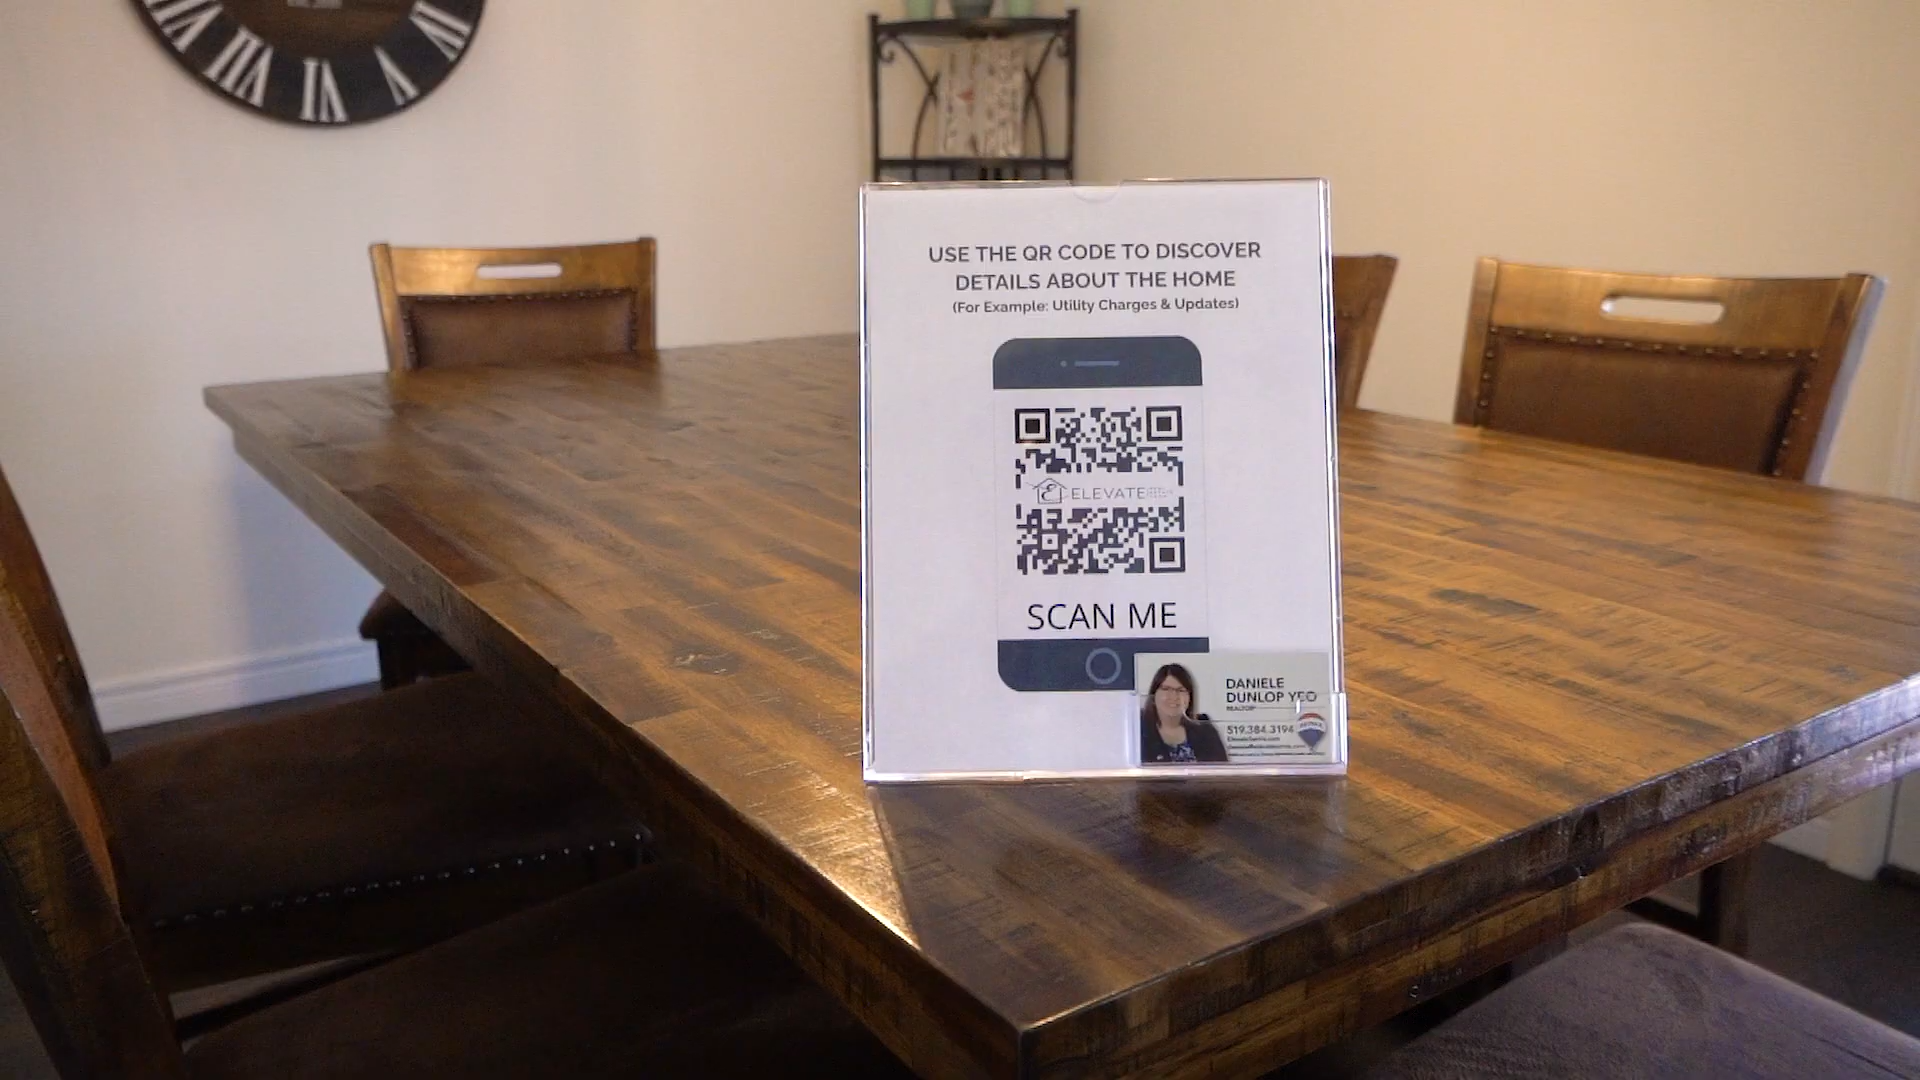 USE THE QR CODE TO DISCOVER
DETAILS ABOUT THE HOME
(For Example: Utility Charges & Updates)
ELEVATE
SCAN ME
DANIELE
DUNLOP YEO
REALTOR®
519.384.3194